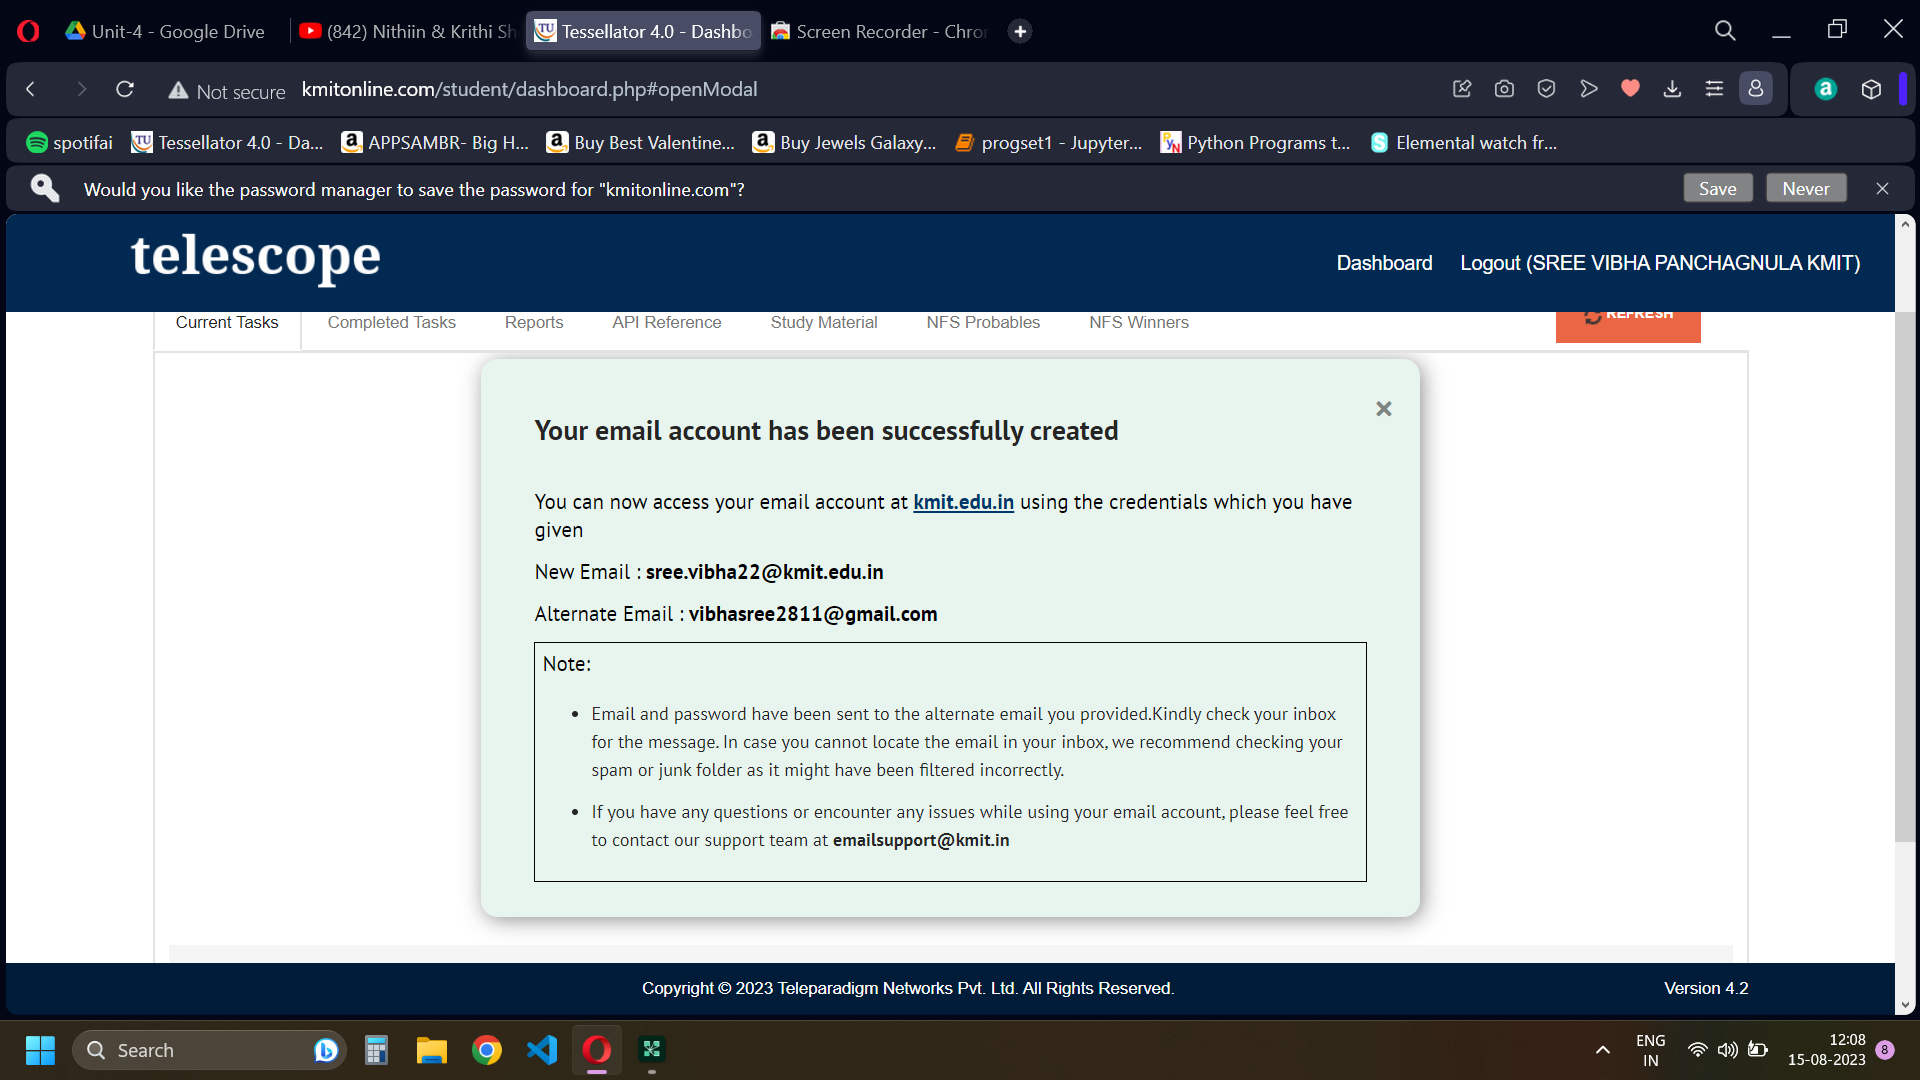 Unit-4 - Google Drive
(842) Nithiin & Krithi Sh
TU Tessellator 4.0 - Dashbo
Screen Recorder - Chron
Not secure kmitonline.com/student/dashboard.php#openModal
spotifai
TU Tessellator 4.0 - Da...
APPSAMBR- Big H...
Buy Best Valentine...
Buy Jewels Galaxy...
progset1 - Jupyter...
Python Programs t...
Elemental watch fr...
Would you like the password manager to save the password for "kmitonline.com"?
Save
Never
telescope
Dashboard
Logout (SREE VIBHA PANCHAGNULA KMIT)
Current Tasks
Completed Tasks
Reports
API Reference
Study Material
NFS Probables
NFS Winners
REFRESH
Your email account has been successfully created
You can now access your email account at kmit.edu.in using the credentials which you have
given
New Email : sree.vibha22@kmit.edu.in
Alternate Email : vibhasree2811@gmail.com
Note:
• Email and password have been sent to the alternate email you provided.Kindly check your inbox
for the message. In case you cannot locate the email in your inbox, we recommend checking your
spam or junk folder as it might have been filtered incorrectly.
• If you have any questions or encounter any issues while using your email account, please feel free
to contact our support team at emailsupport@kmit.in
Copyright © 2023 Teleparadigm Networks Pvt. Ltd. All Rights Reserved.
Version 4.2
Search
ENG
IN
12:08
15-08-2023
8